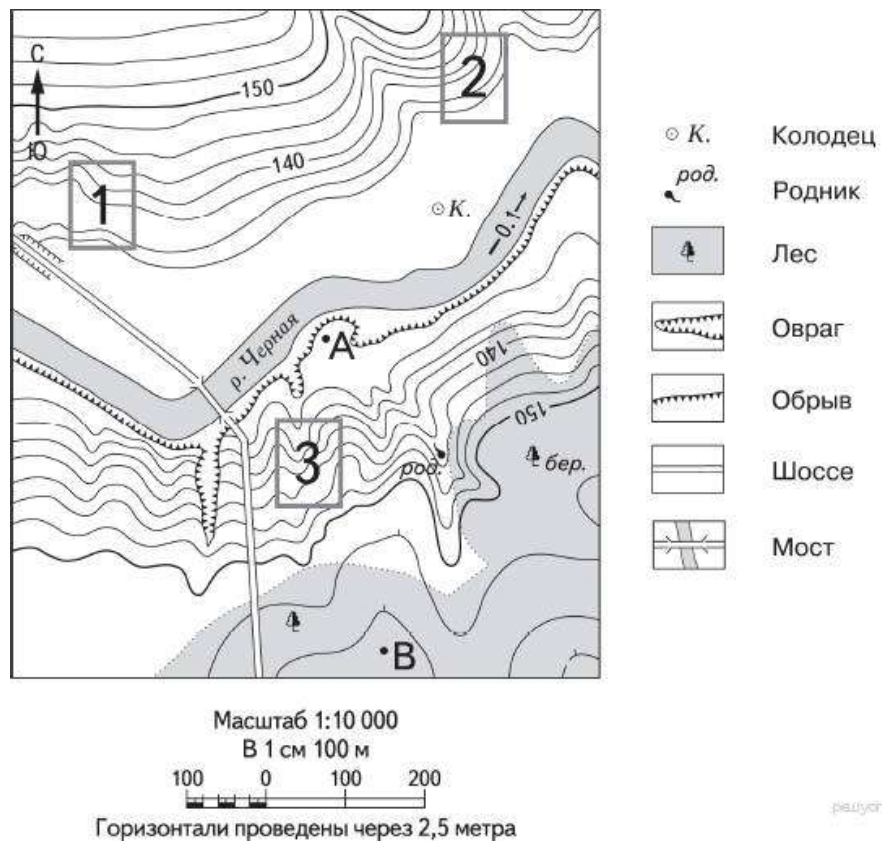 С
Ю
150
2
140
1
К.
0.1
р. Черная
А
140
150
3
род.
бер.
В
К. Колодец
род. Родник
Лес
Овраг
Обрыв
Шоссе
Мост
Масштаб 1:10 000
В 1 см 100 м
100 0 100 200
Горизонтали проведены через 2,5 метра